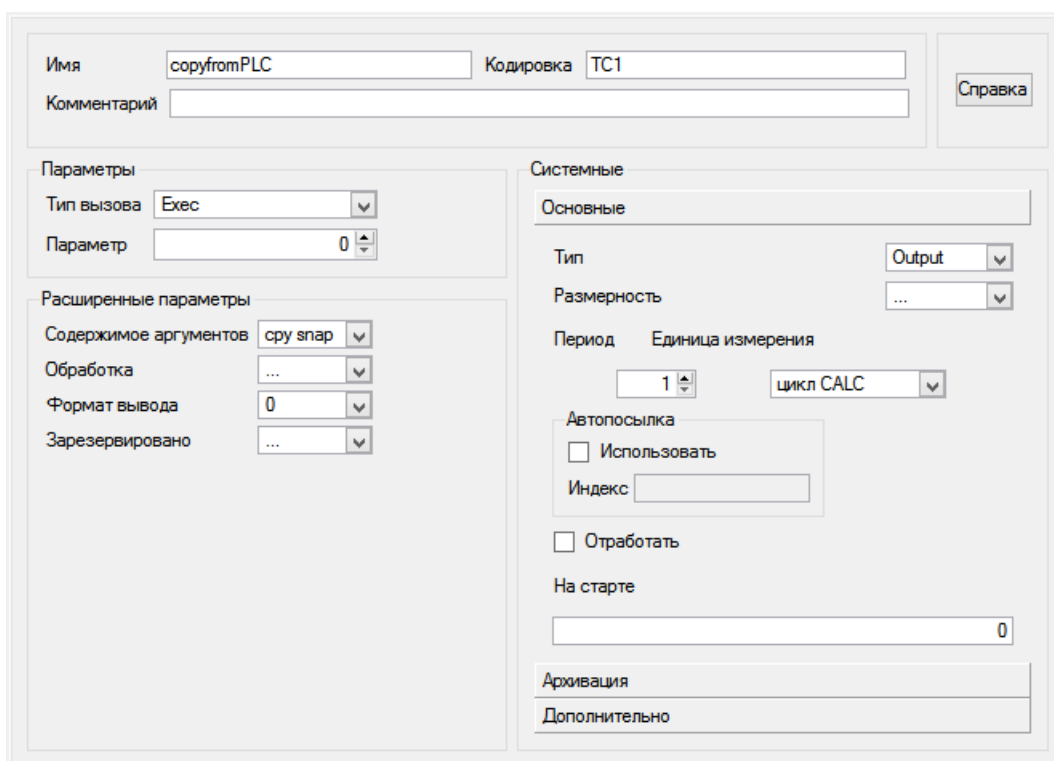 Имя copyfromPLC Кодировка TC1
Справка
Комментарий
Параметры
Тип вызова Exec
Параметр 0
Расширенные параметры
Содержимое аргументов cpy snap
Обработка ...
Формат вывода 0
Зарезервировано ...
Системные
Основные
Тип Output
Размерность ...
Период Единица измерения
1 цикл CALC
Автопосылка
Использовать
Индекс
Отработать
На старте
0
Архивация
Дополнительно